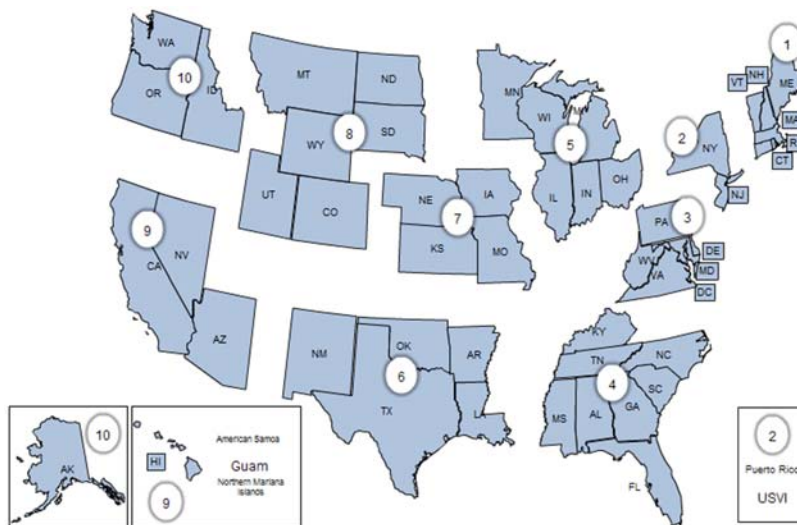 WA
10
OR
ID
MT
ND
8
SD
WY
UT
CO
9
CA
NV
AZ
NE
IA
7
KS
MO
MN
WI
5
IL
IN
OH
1
VT
NH
ME
MA
CT
2
NY
NJ
PA
3
WV
VA
DE
MD
DC
NM
OK
AR
6
TX
KY
TN
NC
4
SC
MS
AL
GA
FL
10
AK
American Samoa
HI
Guam
Northern Mariana
Islands
9
2
Puerto Rico
USVI